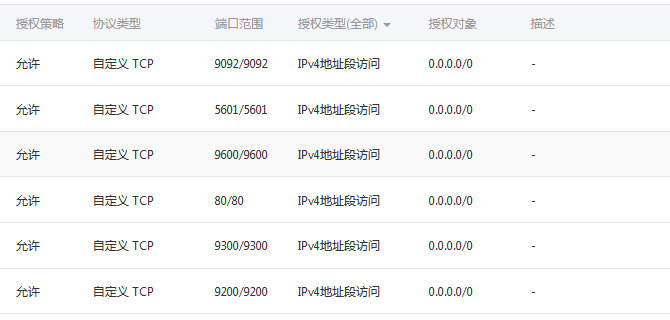 授权策略 协议类型 端口范围 授权类型(全部) 授权对象 描述
允许 自定义 TCP 9092/9092 IPv4地址段访问 0.0.0.0/0 -
允许 自定义 TCP 5601/5601 IPv4地址段访问 0.0.0.0/0 -
允许 自定义 TCP 9600/9600 IPv4地址段访问 0.0.0.0/0 -
允许 自定义 TCP 80/80 IPv4地址段访问 0.0.0.0/0 -
允许 自定义 TCP 9300/9300 IPv4地址段访问 0.0.0.0/0 -
允许 自定义 TCP 9200/9200 IPv4地址段访问 0.0.0.0/0 -